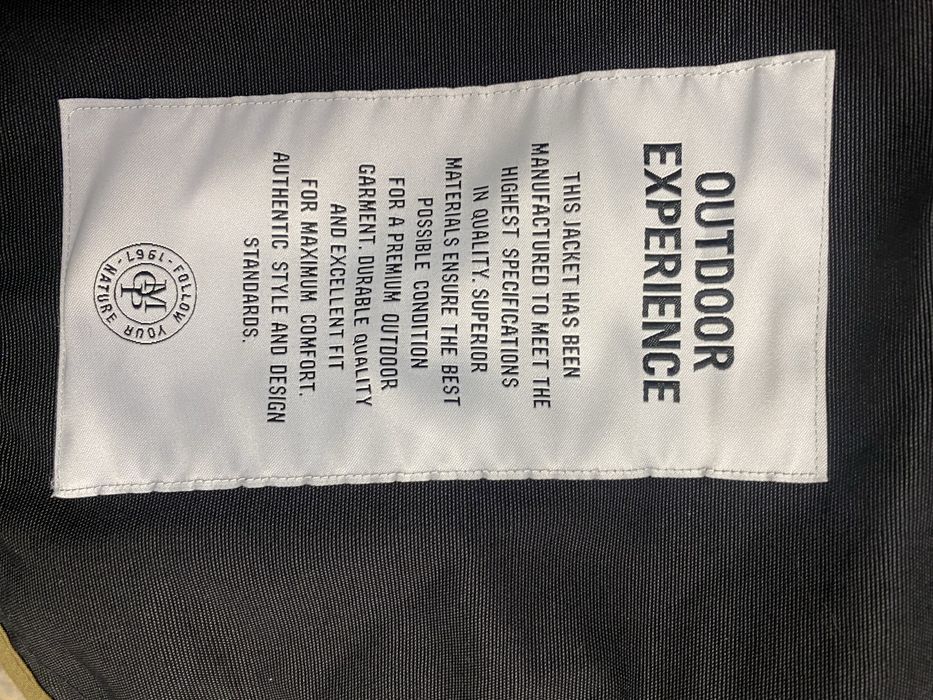 OUTDOOR
EXPERIENCE
THIS JACKET HAS BEEN
MANUFACTURED TO MEET THE
HIGHEST SPECIFICATIONS
IN QUALITY. SUPERIOR
MATERIALS ENSURE THE BEST
POSSIBLE CONDITION
FOR A PREMIUM OUTDOOR
GARMENT. DURABLE QUALITY
AND EXCELLENT FIT
FOR MAXIMUM COMFORT.
AUTHENTIC STYLE AND DESIGN
STANDARDS.
·1967· FOLLOW YOUR NATURE